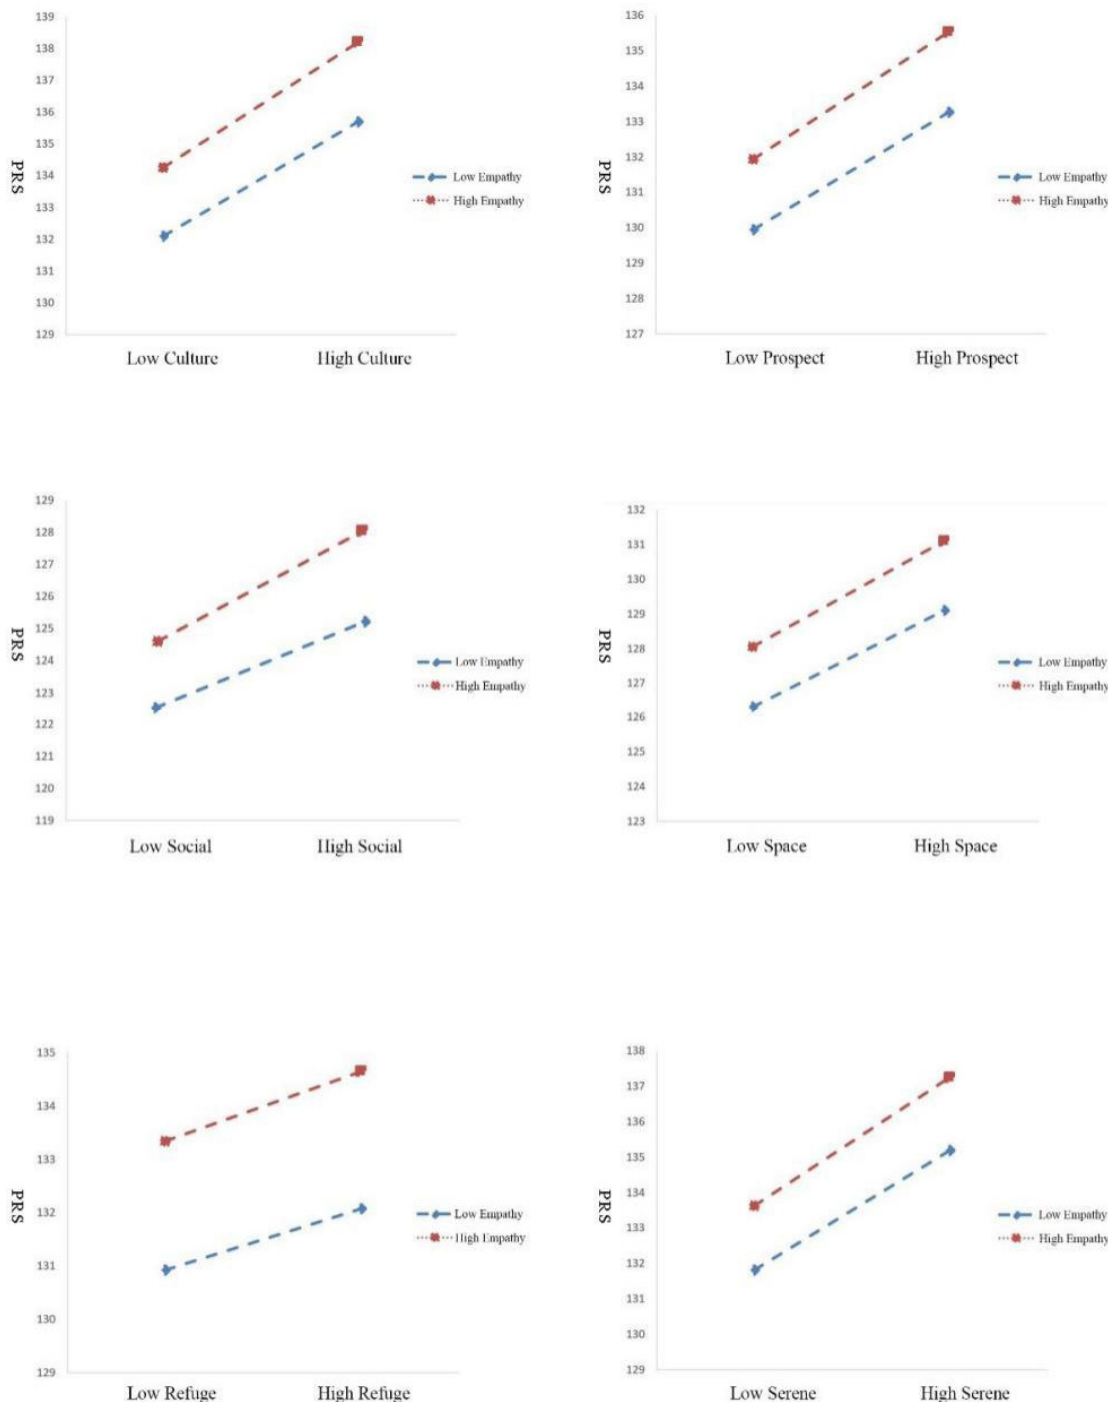 139
138
137
136
135
134
133
132
131
130
129
PRS
Low Culture High Culture
Low Empathy
High Empathy
136
135
134
133
132
131
130
129
128
127
PRS
Low Prospect High Prospect
Low Empathy
High Empathy
129
128
127
126
125
124
123
122
121
120
119
PRS
Low Social High Social
Low Empathy
High Empathy
132
131
130
129
128
127
126
125
124
123
PRS
Low Space High Space
Low Empathy
High Empathy
135
134
133
132
131
130
129
PRS
Low Refuge High Refuge
Low Empathy
High Empathy
138
137
136
135
134
133
132
131
130
129
PRS
Low Serene High Serene
Low Empathy
High Empathy